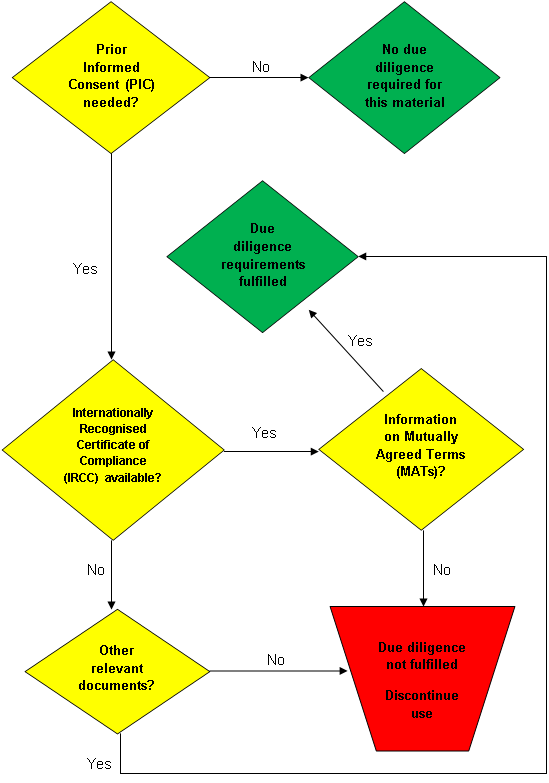 Prior
Informed
Consent (PIC)
needed?
No
No due
diligence
required for
this material
Yes
Due
diligence
requirements
fulfilled
Yes
Internationally
Recognised
Certificate of
Compliance
(IRCC) available?
Yes
Information
on Mutually
Agreed Terms
(MATs)?
No
No
Other
relevant
documents?
No
Due diligence
not fulfilled
Discontinue
use
Yes